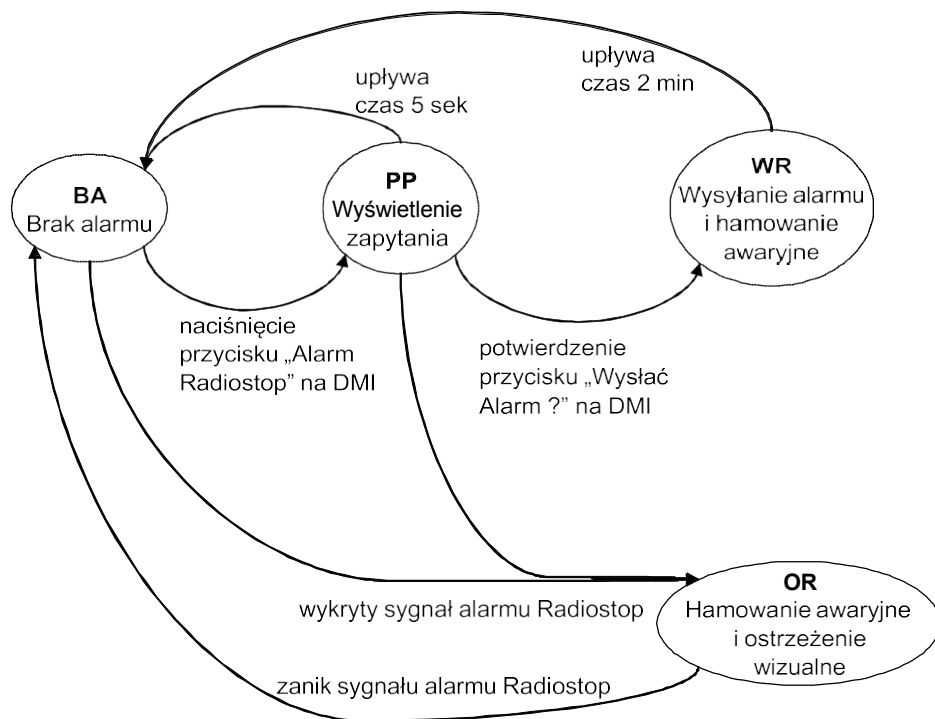 upływa
czas 2 min
upływa
czas 5 sek
BA
Brak alarmu
PP
Wyświetlenie
zapytania
WR
Wysyłanie alarmu
i hamowanie
awaryjne
naciśnięcie
przycisku „Alarm
Radiostop” na DMI
potwierdzenie
przycisku „Wysłać
Alarm ?” na DMI
wykryty sygnał alarmu Radiostop
OR
Hamowanie awaryjne
i ostrzeżenie
wizualne
zanik sygnału alarmu Radiostop